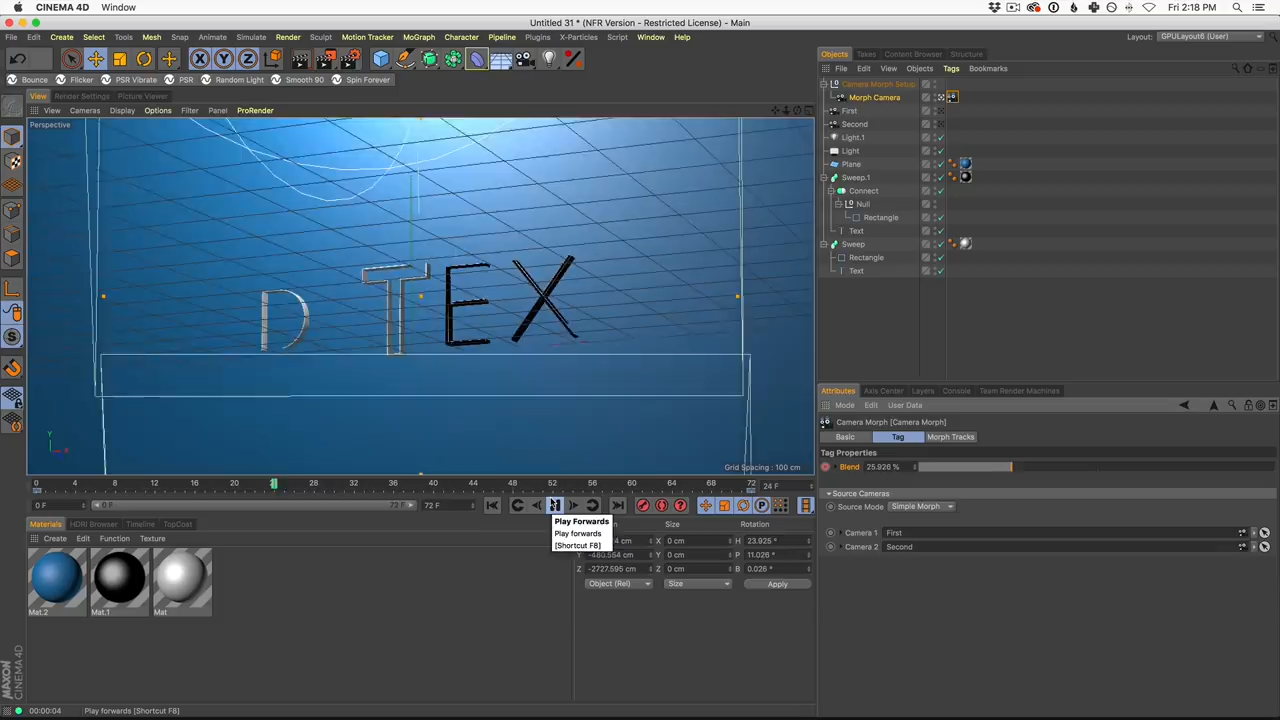 CINEMA 4D Window Fri 2:18 PM
Untitled 31 * (NFR Version - Restricted License) - Main
File Edit Create Select Tools Mesh Snap Animate Simulate Render Sculpt Motion Tracker MoGraph Character Pipeline Plugins X-Particles Script Window Help Layout: GPULayout6 (User)
Objects Takes Content Browser Structure
File Edit View Objects Tags Bookmarks
Bounce Flicker PSR Vibrate PSR Random Light Smooth 90 Spin Forever
View Render Settings Picture Viewer
View Cameras Display Options Filter Panel ProRender
Perspective
Camera Morph Setup
Morph Camera
First
Second
Light.1
Light
Plane
Sweep.1
Connect
Null
Rectangle
Text
Sweep
Rectangle
Text
D TEX
Y
X
Grid Spacing : 100 cm
Attributes Axis Center Layers Console Team Render Machines
Mode Edit User Data
Camera Morph [Camera Morph]
Basic Tag Morph Tracks
Tag Properties
Blend 25.926 %
Source Cameras
Source Mode Simple Morph
Camera 1 First
Camera 2 Second
0 4 8 12 16 20 28 32 36 40 44 48 52 56 60 64 68 72 24 F
0 F 0 F 72 F 72 F
Play Forwards
Play forwards
[Shortcut F8]
Materials HDRI Browser Timeline TopCost
Create Edit Function Texture
Size Rotation
X 0 cm H 23.925 °
-480.554 cm Y 0 cm P 11.026 °
Z -2727.595 cm Z 0 cm B 0.026 °
Object (Rel) Size Apply
Mat.2 Mat.1 Mat
MAXON CINEMA 4D
00:00:04 Play forwards [Shortcut F8]